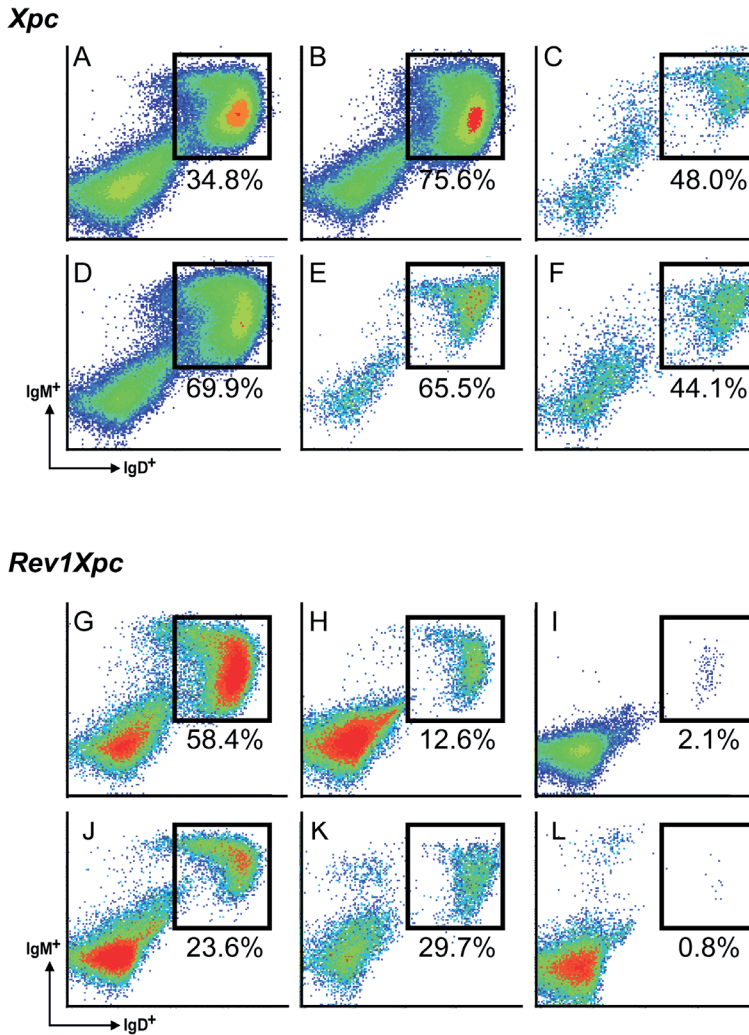 Xpc
A B C
34.8% 75.6% 48.0%
D E F
IgM+
69.9% 65.5% 44.1%
IgD+
Rev1Xpc
G H I
58.4% 12.6% 2.1%
J K L
IgM+
23.6% 29.7% 0.8%
IgD+